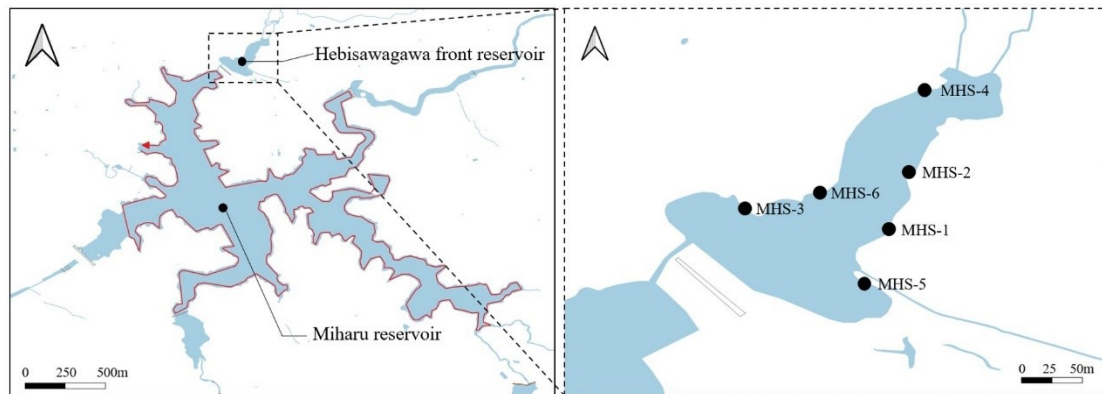 Hebisawagawa front reservoir
Miharu reservoir
0 250 500m
MHS-4
MHS-2
MHS-6
MHS-3
MHS-1
MHS-5
0 25 50m